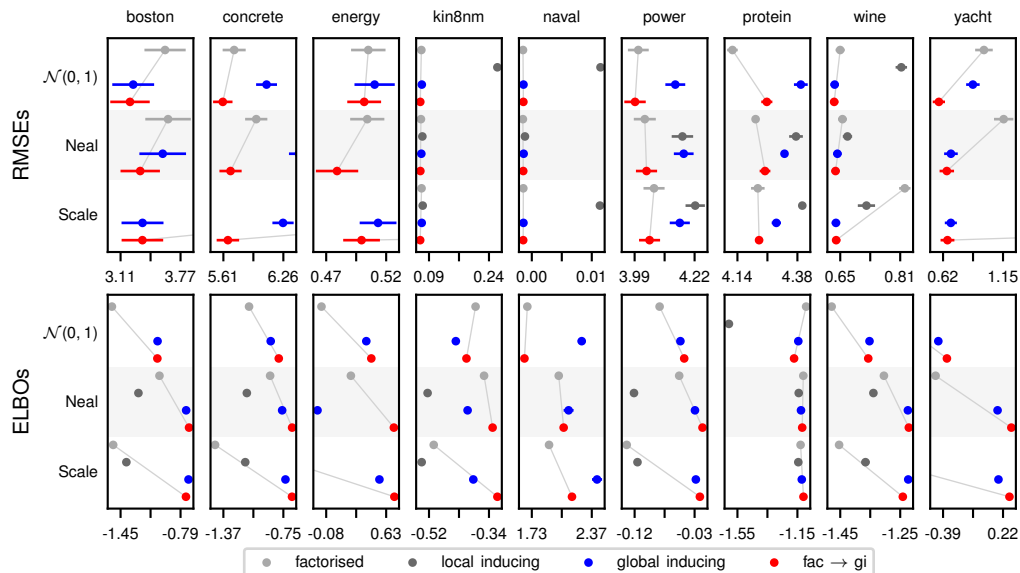 boston concrete energy kin8nm naval power protein wine yacht
RMSEs
𝒩(0, 1)
Neal
Scale
3.11 3.77 5.61 6.26 0.47 0.52 0.09 0.24 0.00 0.01 3.99 4.22 4.14 4.38 0.65 0.81 0.62 1.15
ELBOs
𝒩(0, 1)
Neal
Scale
-1.45 -0.79 -1.37 -0.75 -0.08 0.63 -0.52 -0.34 1.73 2.37 -0.12 -0.03 -1.55 -1.15 -1.45 -1.25 -0.39 0.22
factorised local inducing global inducing fac → gi